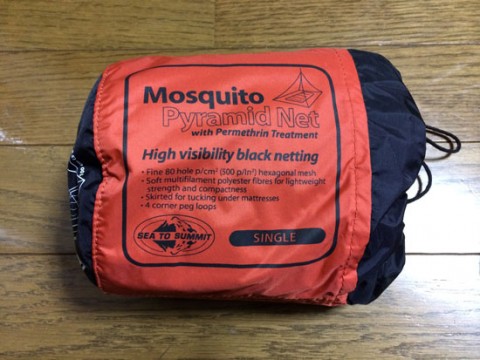 Mosquito
Pyramid Net
with Permethrin Treatment
High visibility black netting
• Fine 80 hole p/cm² (500 p/In²) hexagonal mesh
• Soft multifilament polyester fibres for lightweight
strength and compactness
• Skirted for tucking under mattresses
• 4 corner peg loops
SEA TO SUMMIT
SINGLE